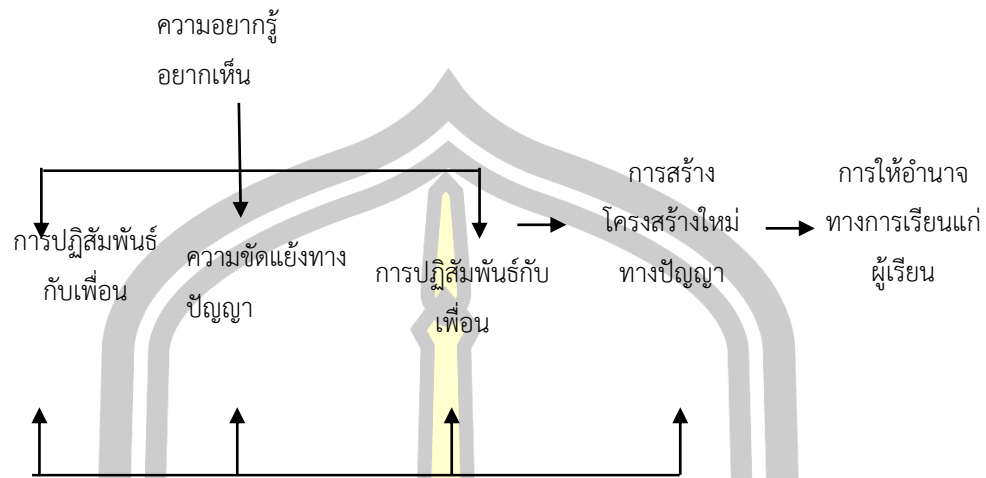 ความอยากรู้
อยากเห็น
การปฏิสัมพันธ์
กับเพื่อน
ความขัดแย้งทาง
ปัญญา
การปฏิสัมพันธ์กับ
เพื่อน
การสร้าง
โครงสร้างใหม่
ทางปัญญา
การให้อำนาจ
ทางการเรียนแก่
ผู้เรียน